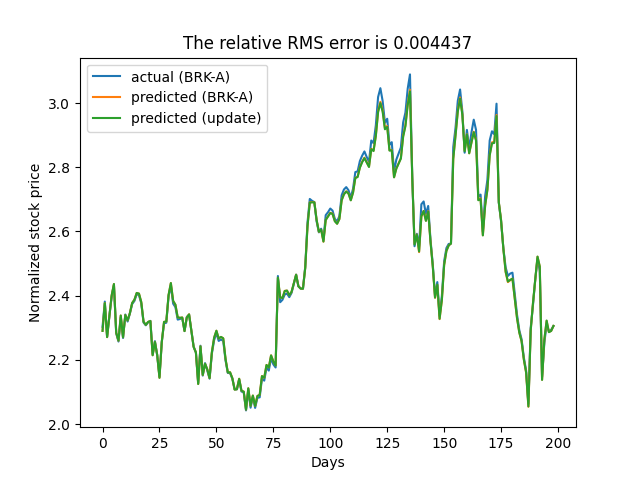 The relative RMS error is 0.004437
actual (BRK-A)
predicted (BRK-A)
predicted (update)
Normalized stock price
3.0
2.8
2.6
2.4
2.2
2.0
0 25 50 75 100 125 150 175 200
Days